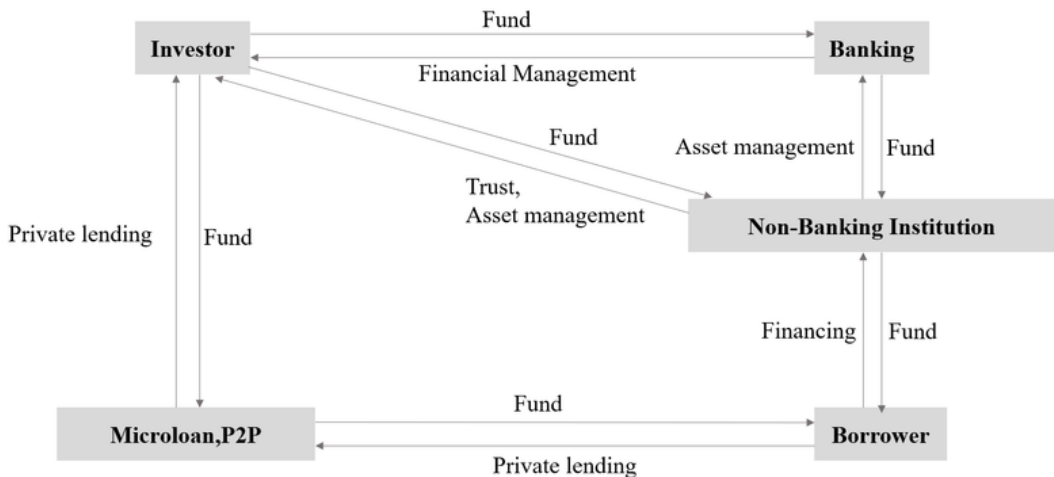 Fund
Investor
Banking
Financial Management
Fund
Asset management
Fund
Trust,
Asset management
Non-Banking Institution
Private lending
Fund
Financing
Fund
Fund
Microloan,P2P
Borrower
Private lending